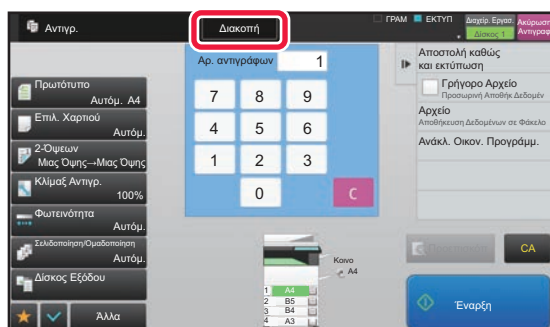 Αντιγρ.
Διακοπή
ΓΡΑΜ
ΕΚΤΥΠ
Διαχείρ. Εργασ.
Δίσκος 1
Ακύρωση
Αντιγραφ
Αρ. αντιγράφων
1
7 8 9
4 5 6
1 2 3
0
C
Πρωτότυπο
Αυτόμ. A4
Επιλ. Χαρτιού
Αυτόμ.
2-Όψεων
Μιας Όψης→Μιας Όψης
Κλίμαξ Αντιγρ.
100%
Φωτεινότητα
Αυτόμ.
Σελιδοποίηση/Ομαδοποίηση
Αυτόμ.
Δίσκος Εξόδου
Άλλα
Κοινο
A4
1 A4
2 B5
3 B4
4 A3
Αποστολή καθώς
και εκτύπωση
Γρήγορο Αρχείο
Προσωρινή Αποθήκ Δεδομέν
Αρχείο
Αποθήκευση Δεδομένων σε Φάκελο
Ανάκλ. Οικον. Προγράμμ.
CA
Έναρξη